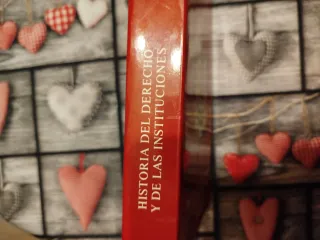 HISTORIA DEL DERECHO
Y DE LAS INSTITUCIONES